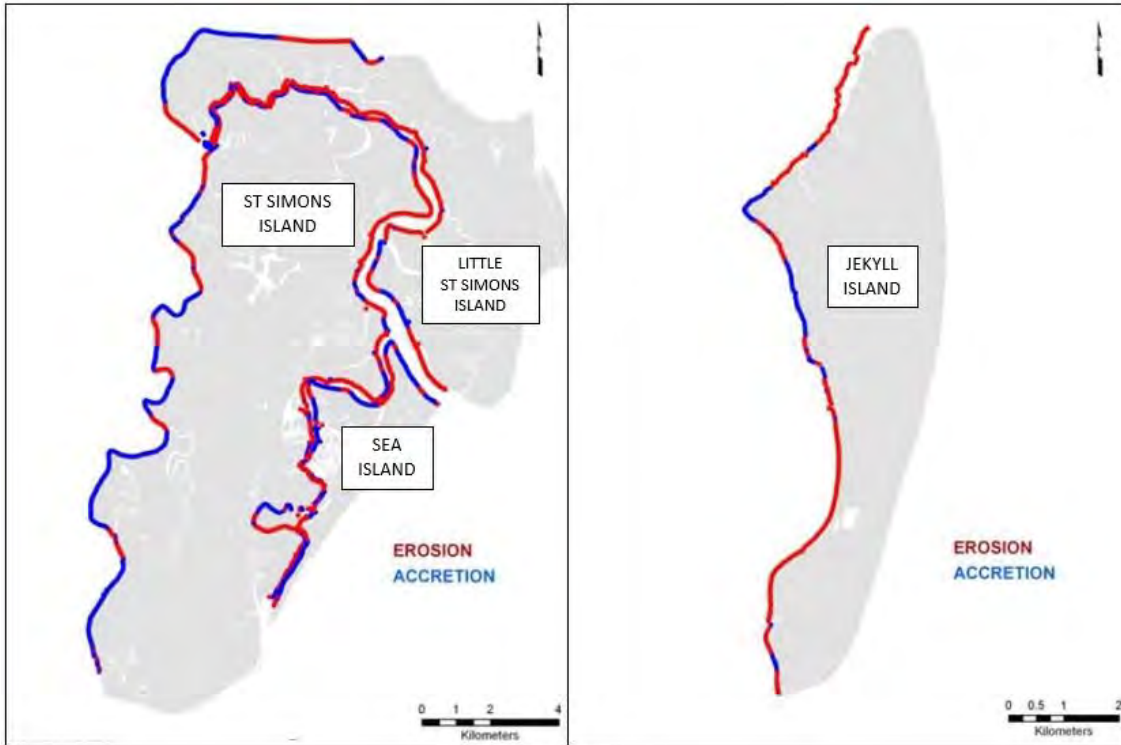 ST SIMONS
ISLAND
LITTLE
ST SIMONS
ISLAND
SEA
ISLAND
EROSION
ACCRETION
0 1 2 4
Kilometers
JEKYLL
ISLAND
EROSION
ACCRETION
0 0.5 1 2
Kilometers